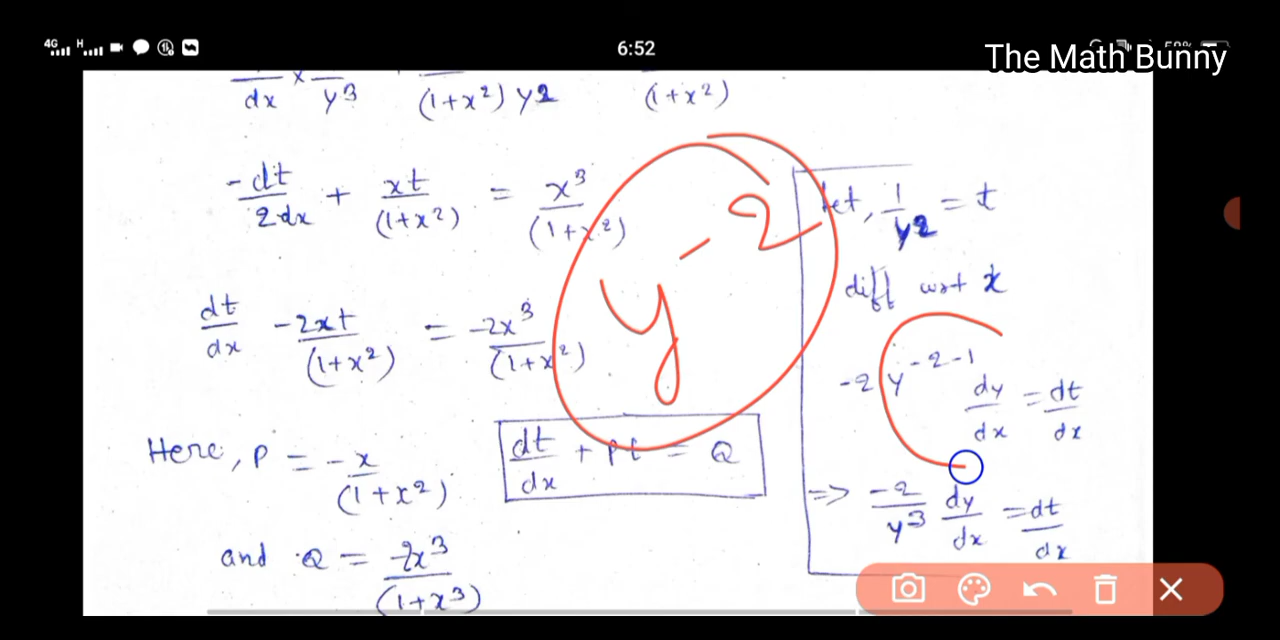 4G H 6:52
The Math Bunny
dx × y3 (1+x²) y2 (1+x²)
-dt/2dx + xt/(1+x²) = x³/(1+x²)
dt/dx - 2xt/(1+x²) = -2x³/(1+x²)
Here, P = -x/(1+x²)
dt/dx + Pt = Q
and Q = -2x³/(1+x³)
y-2
let, 1/y2 = t
diff wrt x
-2 y^-2-1 dy/dx = dt/dx
=> -2/y3 dy/dx = dt/dx